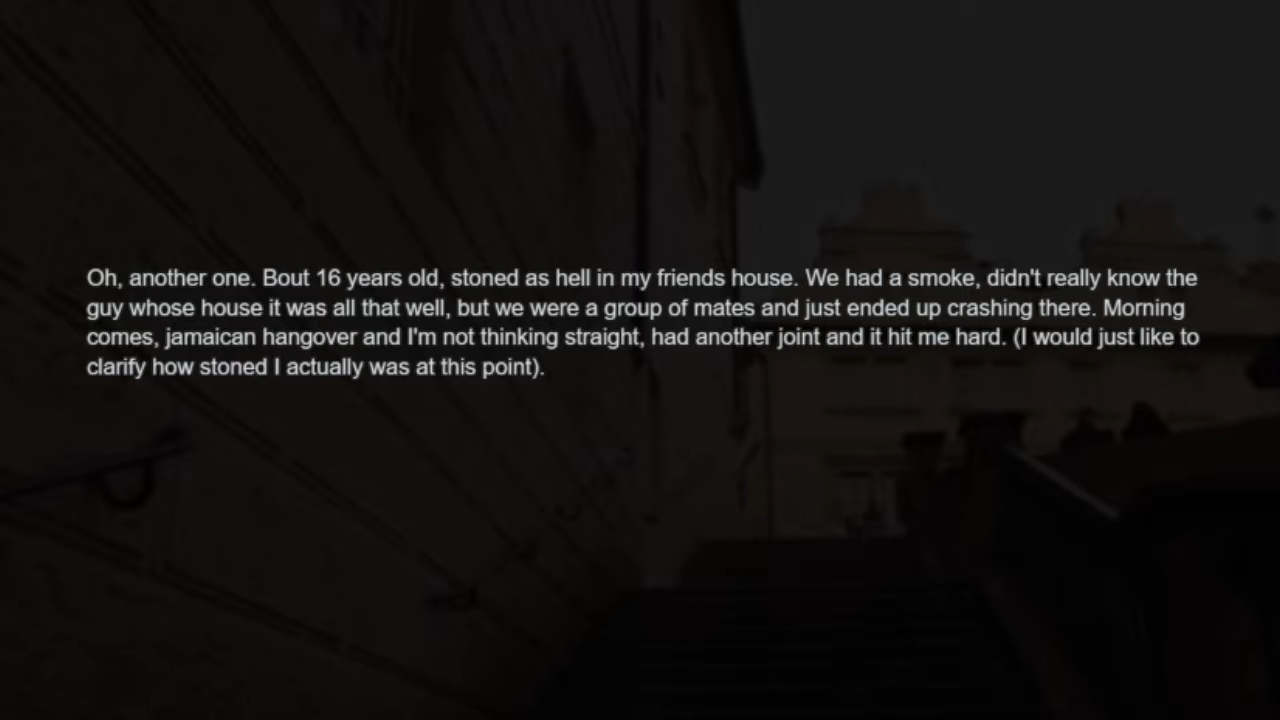 Oh, another one. Bout 16 years old, stoned as hell in my friends house. We had a smoke, didn't really know the
guy whose house it was all that well, but we were a group of mates and just ended up crashing there. Morning
comes, jamaican hangover and I'm not thinking straight, had another joint and it hit me hard. (I would just like to
clarify how stoned I actually was at this point).